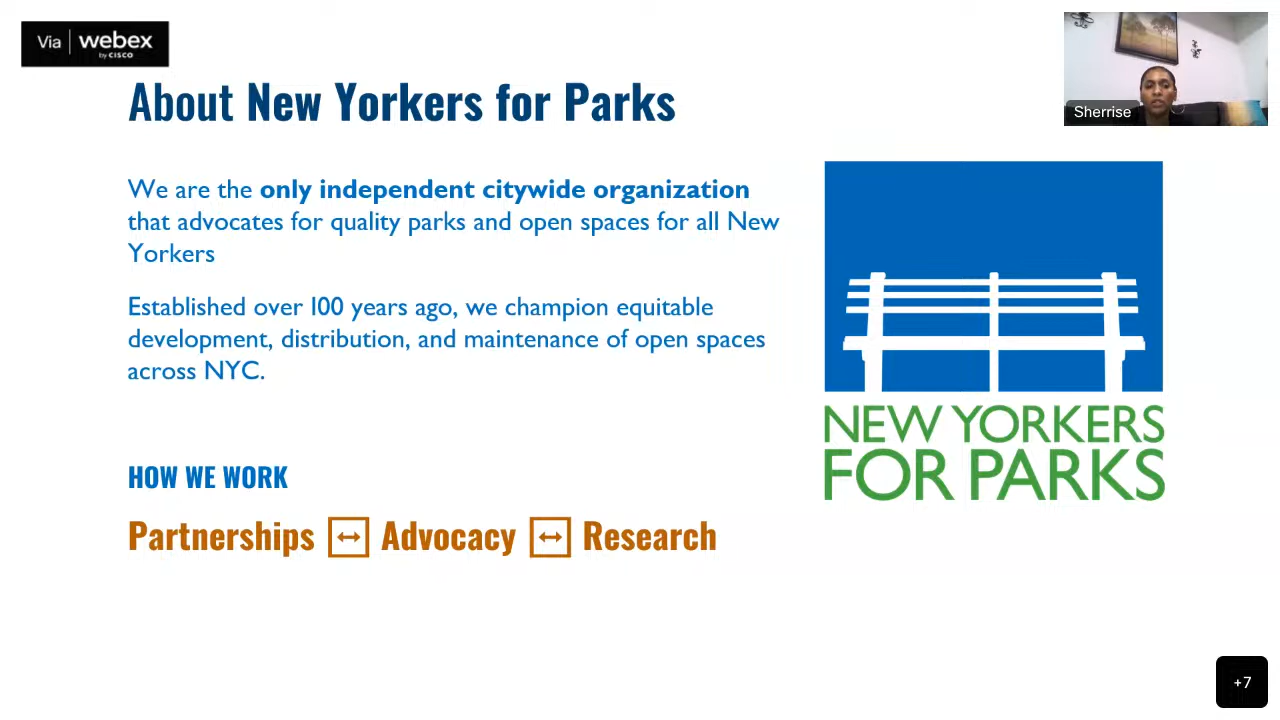 Via webex
by CISCO
Sherrise
About New Yorkers for Parks
We are the only independent citywide organization
that advocates for quality parks and open spaces for all New
Yorkers
Established over 100 years ago, we champion equitable
development, distribution, and maintenance of open spaces
across NYC.
NEW YORKERS
FOR PARKS
HOW WE WORK
Partnerships ↔ Advocacy ↔ Research
+7